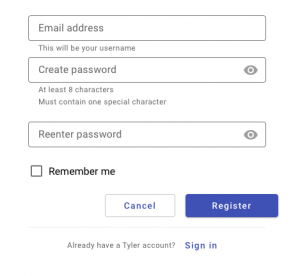 Email address
This will be your username
Create password
At least 8 characters
Must contain one special character
Reenter password
Remember me
Cancel Register
Already have a Tyler account? Sign in